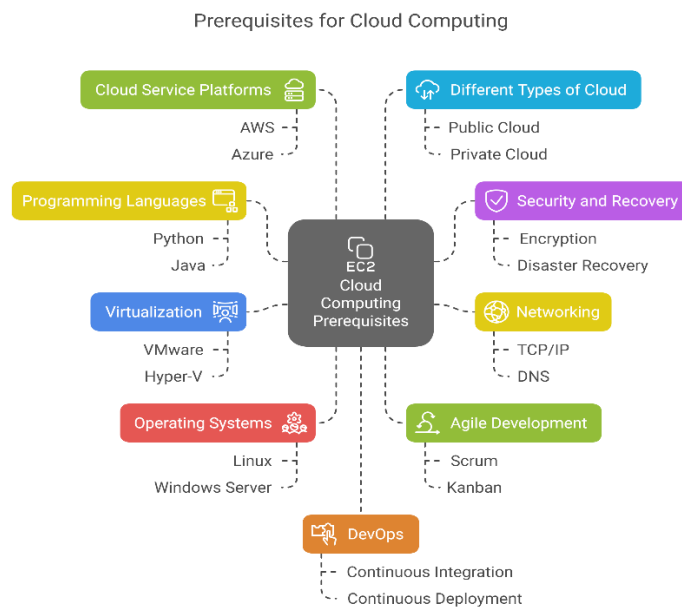 Prerequisites for Cloud Computing
Cloud Service Platforms
AWS
Azure
Different Types of Cloud
Public Cloud
Private Cloud
Programming Languages
Python
Java
Security and Recovery
Encryption
Disaster Recovery
EC2
Cloud
Computing
Prerequisites
Virtualization
VMware
Hyper-V
Networking
TCP/IP
DNS
Operating Systems
Linux
Windows Server
Agile Development
Scrum
Kanban
DevOps
Continuous Integration
Continuous Deployment